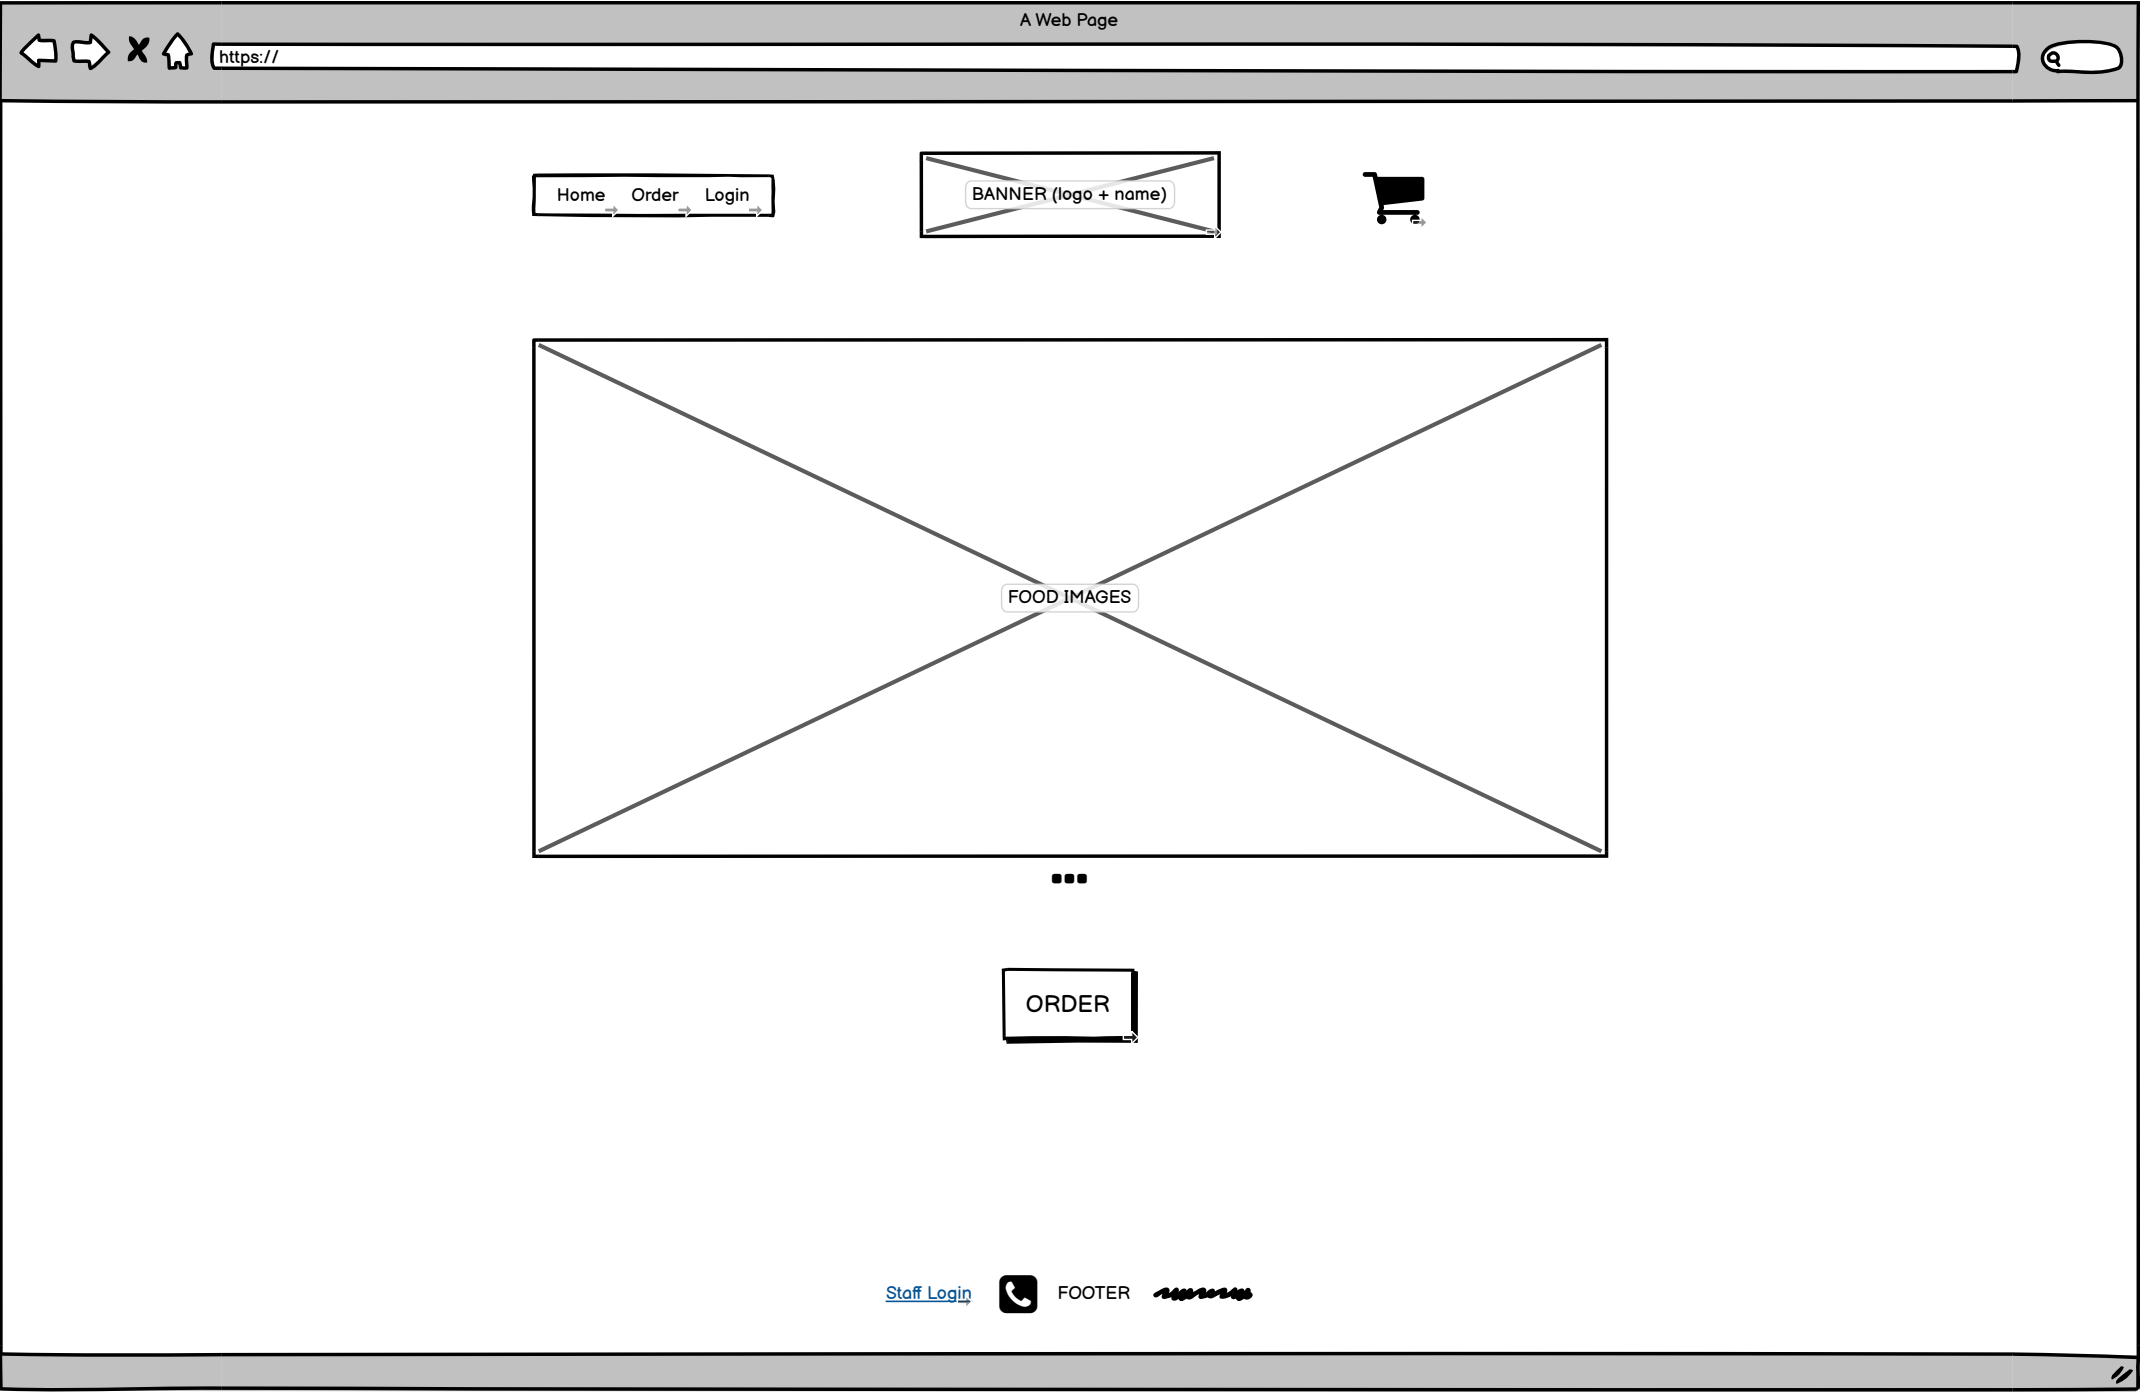 A Web Page
https://
Home Order Login
BANNER (logo + name)
FOOD IMAGES
ORDER
Staff Login FOOTER